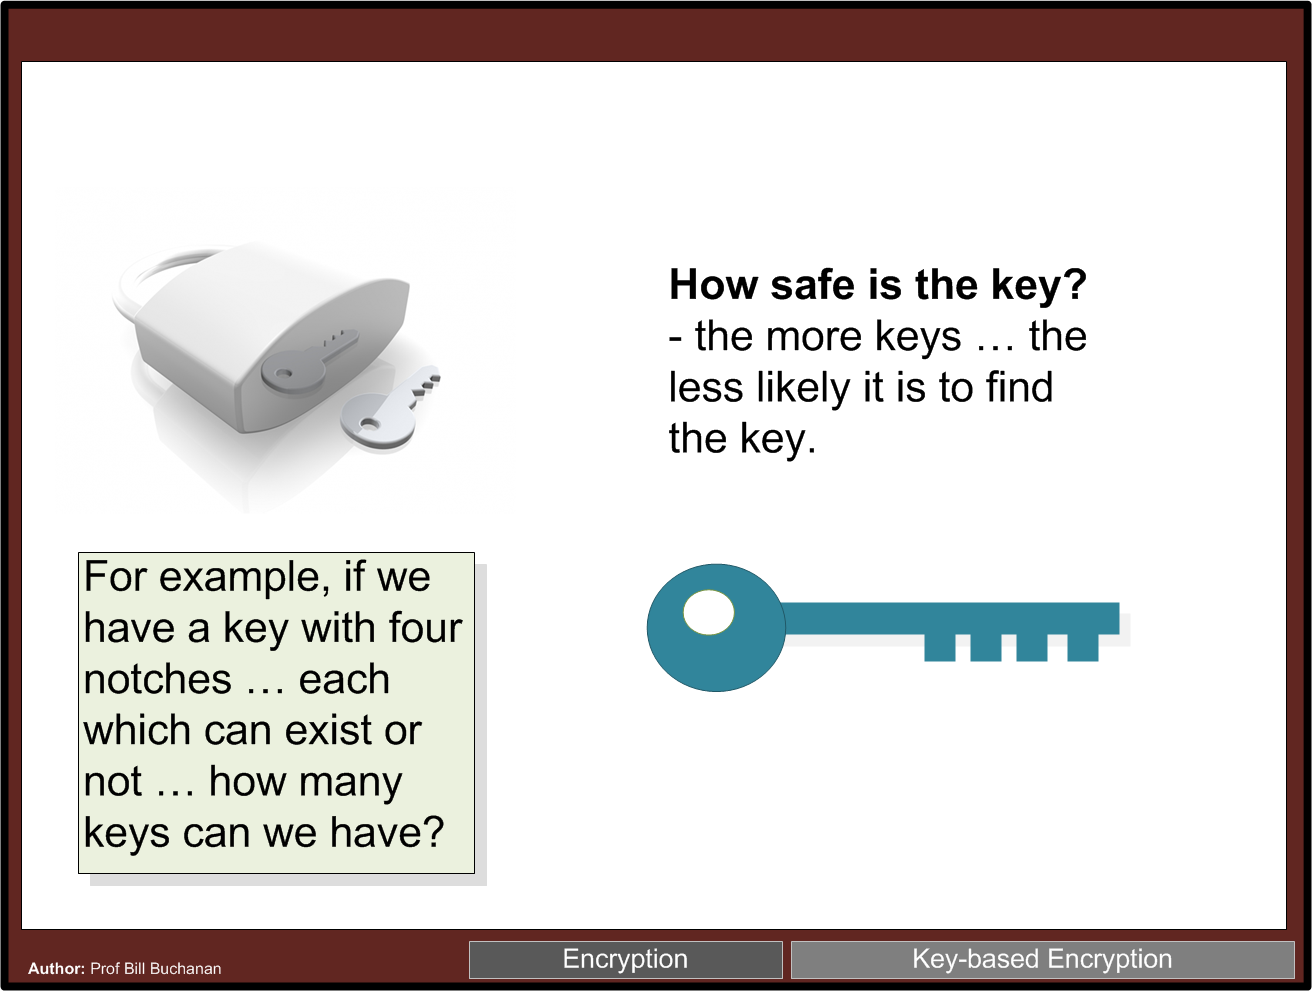 How safe is the key?
- the more keys … the
less likely it is to find
the key.
For example, if we
have a key with four
notches … each
which can exist or
not … how many
keys can we have?
Author: Prof Bill Buchanan
Encryption
Key-based Encryption